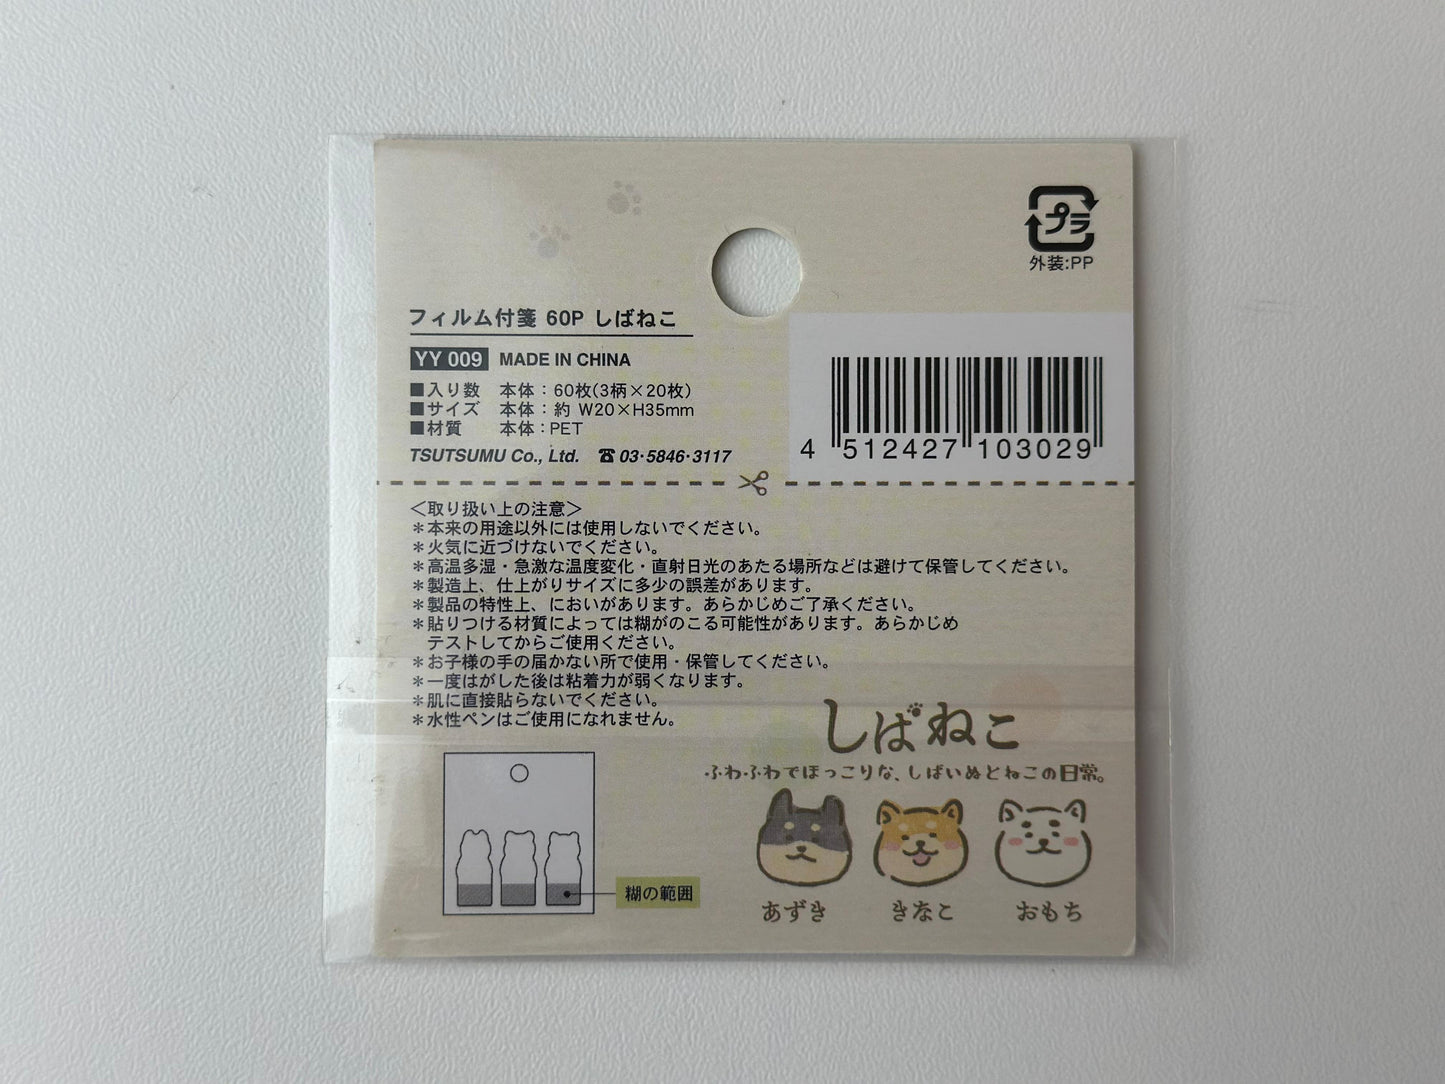 プラ
外装:PP
フィルム付箋 60P しばねこ
YY 009 MADE IN CHINA
■入り数 本体：60枚(3柄×20枚)
■サイズ 本体：約 W20×H35mm
■材質 本体：PET
TSUTSUMU Co., Ltd. ☎ 03･5846･3117
4 512427 103029
＜取り扱い上の注意＞
＊本来の用途以外には使用しないでください。
＊火気に近づけないでください。
＊高温多湿・急激な温度変化・直射日光のあたる場所などは避けて保管してください。
＊製造上、仕上がりサイズに多少の誤差があります。
＊製品の特性上、においがあります。あらかじめご了承ください。
＊貼りつける材質によっては糊がのこる可能性があります。あらかじめ
テストしてからご使用ください。
＊お子様の手の届かない所で使用・保管してください。
＊一度はがした後は粘着力が弱くなります。
＊肌に直接貼らないでください。
＊水性ペンはご使用になれません。
しばねこ
ふわふわでほっこりな、しばいぬとねこの日常。
糊の範囲
あずき きなこ おもち